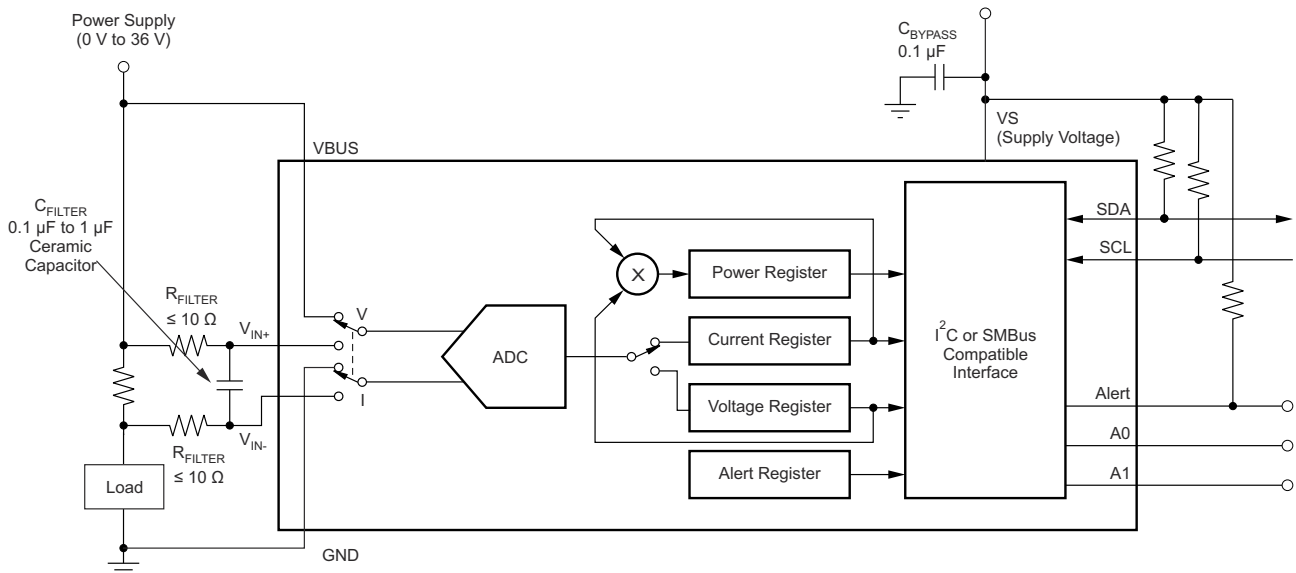 Power Supply
(0 V to 36 V)
C_BYPASS
0.1 µF
VS
(Supply Voltage)
VBUS
C_FILTER
0.1 µF to 1 µF
Ceramic
Capacitor
R_FILTER
≤ 10 Ω
V_IN+
V_IN-
R_FILTER
≤ 10 Ω
Load
GND
V
I
ADC
X
Power Register
Current Register
Voltage Register
Alert Register
I²C or SMBus
Compatible
Interface
SDA
SCL
Alert
A0
A1